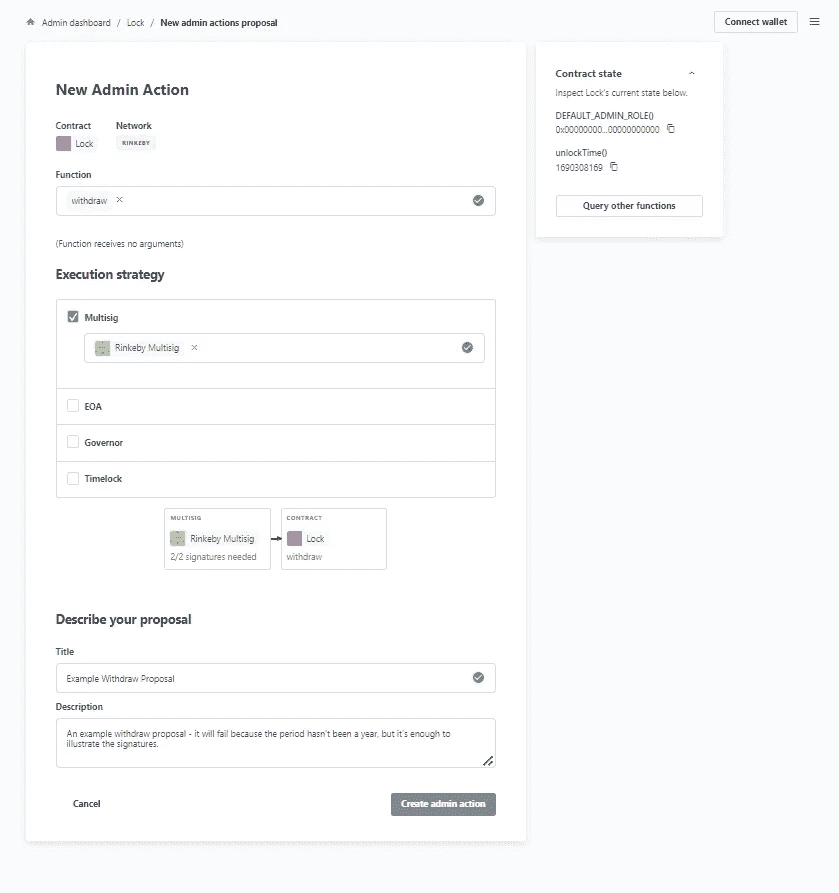 Admin dashboard / Lock / New admin actions proposal
Connect wallet
New Admin Action
Contract
Network
Lock
RINKEBY
Function
withdraw
(Function receives no arguments)
Execution strategy
Multisig
Rinkeby Multisig
EOA
Governor
Timelock
MULTISIG
Rinkeby Multisig
2/2 signatures needed
CONTRACT
Lock
withdraw
Describe your proposal
Title
Example Withdraw Proposal
Description
An example withdraw proposal - it will fail because the period hasn't been a year, but it's enough to
illustrate the signatures.
Cancel
Create admin action
Contract state
Inspect Lock's current state below.
DEFAULT_ADMIN_ROLE()
0x00000000...00000000000
unlockTime()
1690308169
Query other functions